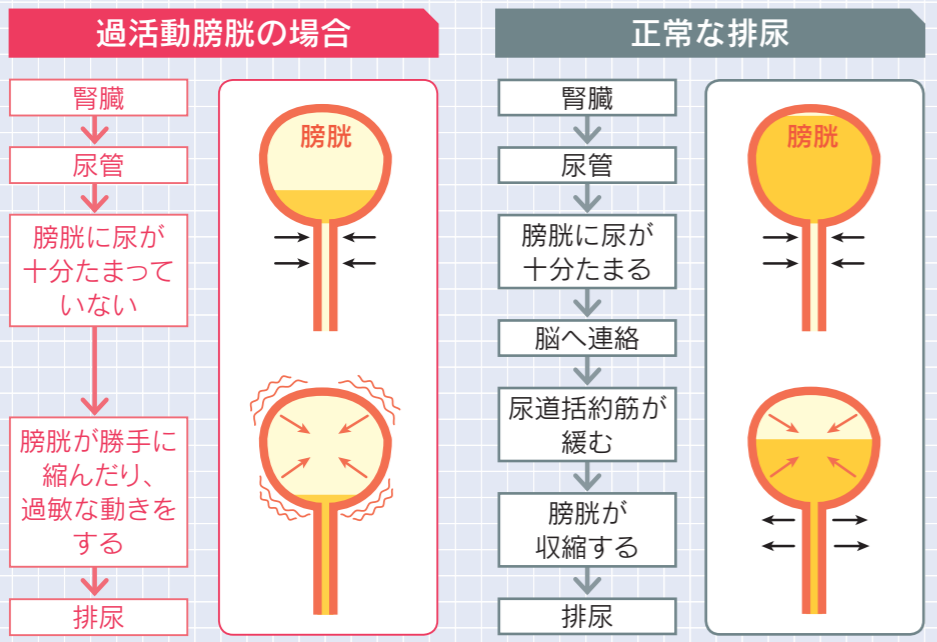 過活動膀胱の場合
腎臓
尿管
膀胱に尿が
十分たまって
いない
膀胱が勝手に
縮んだり、
過敏な動きを
する
排尿
膀胱
正常な排尿
腎臓
尿管
膀胱に尿が
十分たまる
脳へ連絡
尿道括約筋が
緩む
膀胱が
収縮する
排尿
膀胱